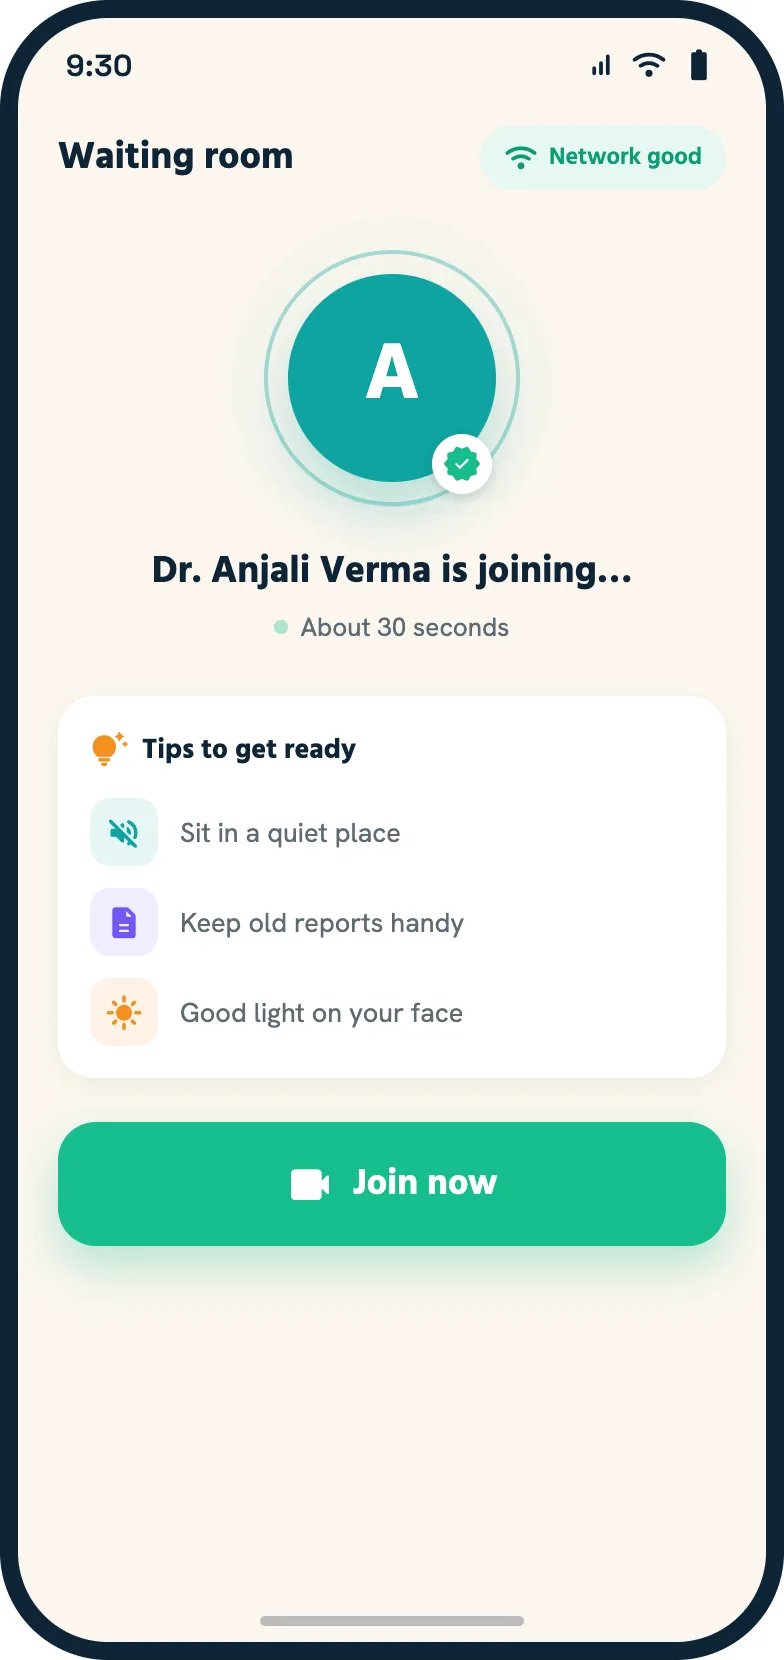 9:30
Waiting room
Network good
A
Dr. Anjali Verma is joining...
About 30 seconds
Tips to get ready
Sit in a quiet place
Keep old reports handy
Good light on your face
Join now